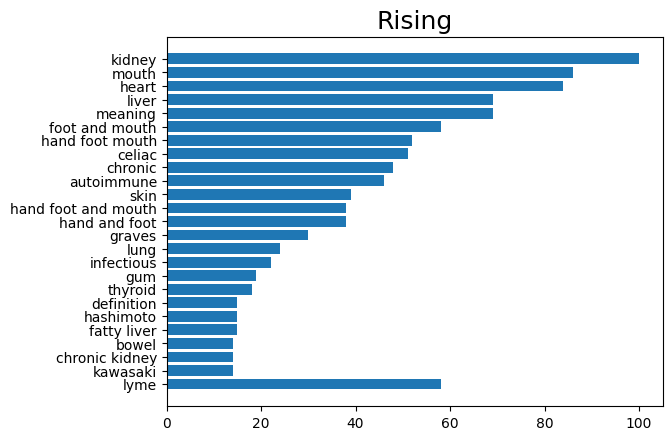 Rising
kidney
mouth
heart
liver
meaning
foot and mouth
hand foot mouth
celiac
chronic
autoimmune
skin
hand foot and mouth
hand and foot
graves
lung
infectious
gum
thyroid
definition
hashimoto
fatty liver
bowel
chronic kidney
kawasaki
lyme
0 20 40 60 80 100